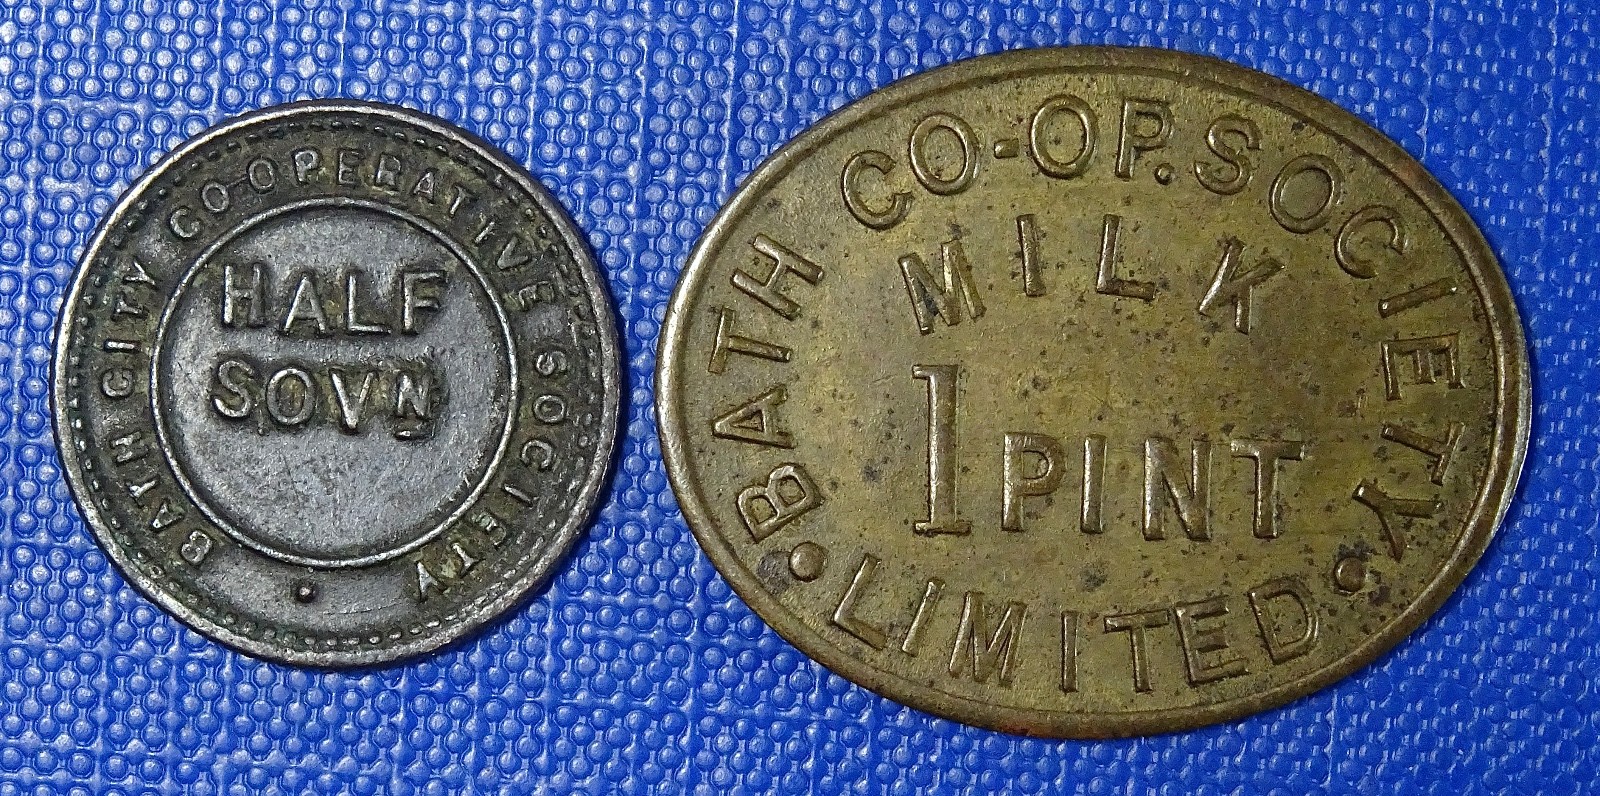 BATH CITY CO-OPERATIVE SOCIETY
HALF
SOVN
BATH CO-OP. SOCIETY
MILK
1 PINT
LIMITED